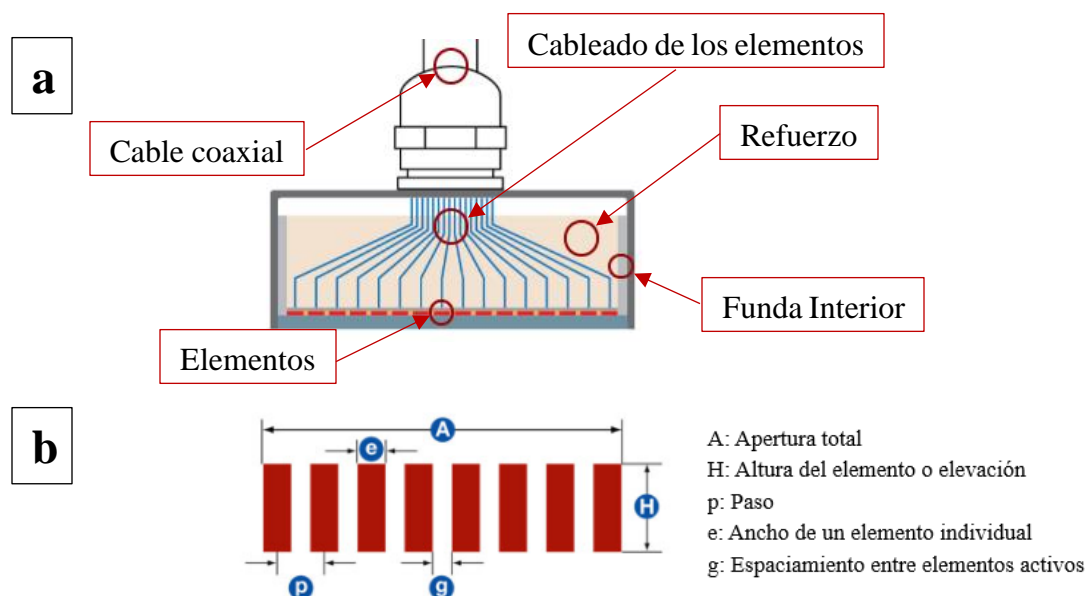 a
Cableado de los elementos
Cable coaxial
Refuerzo
Funda Interior
Elementos
b
A
e
H
p
g
A: Apertura total
H: Altura del elemento o elevación
p: Paso
e: Ancho de un elemento individual
g: Espaciamiento entre elementos activos